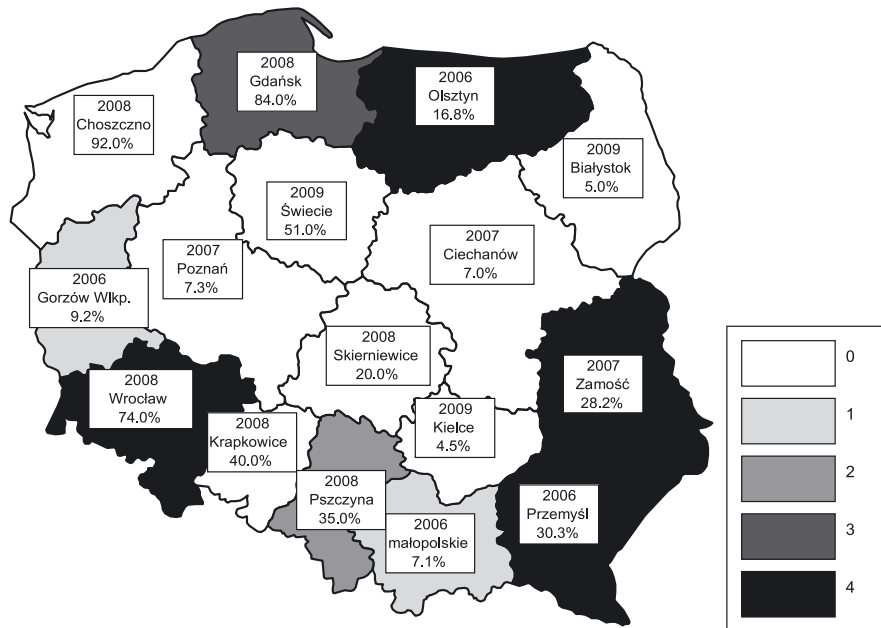 2008
Gdańsk
84.0%
2006
Olsztyn
16.8%
2008
Choszczno
92.0%
2009
Białystok
5.0%
2009
Świecie
51.0%
2007
Poznań
7.3%
2007
Ciechanów
7.0%
2006
Gorzów Wlkp.
9.2%
2008
Skierniewice
20.0%
2007
Zamość
28.2%
2008
Wrocław
74.0%
2009
Kielce
4.5%
2008
Krapkowice
40.0%
2008
Pszczyna
35.0%
2006
Przemyśl
30.3%
2006
małopolskie
7.1%
0
1
2
3
4